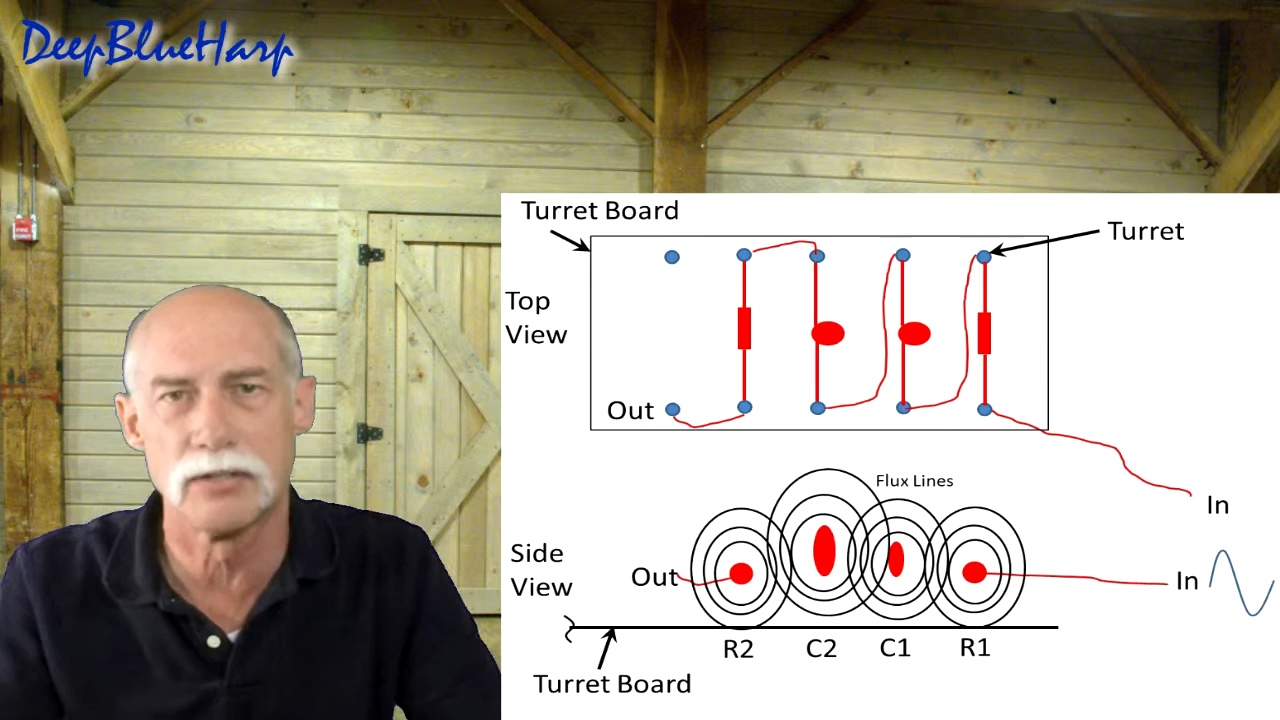 DeepBlueHarp
Turret Board
Turret
Top
View
Out
In
Flux Lines
Side
View
Out
In
R2 C2 C1 R1
Turret Board